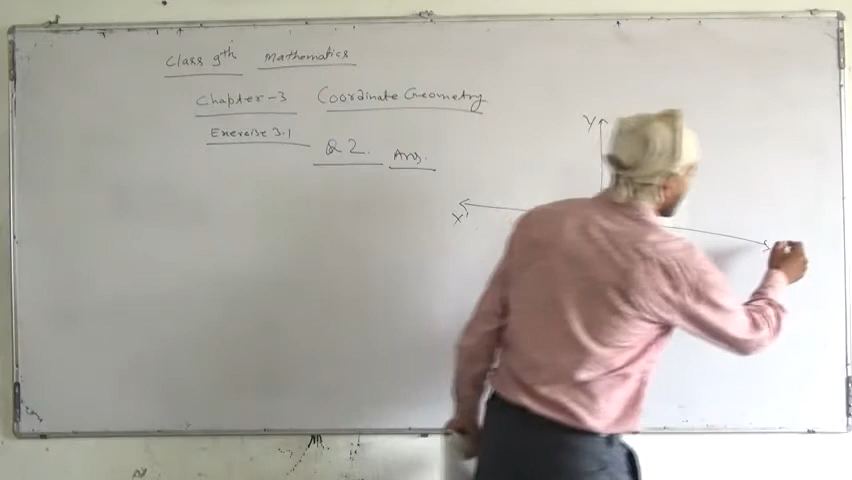 Class 9th Mathematics
Chapter-3 Coordinate Geometry
Exercise 3.1
Q 2. Ans.
Y
X'